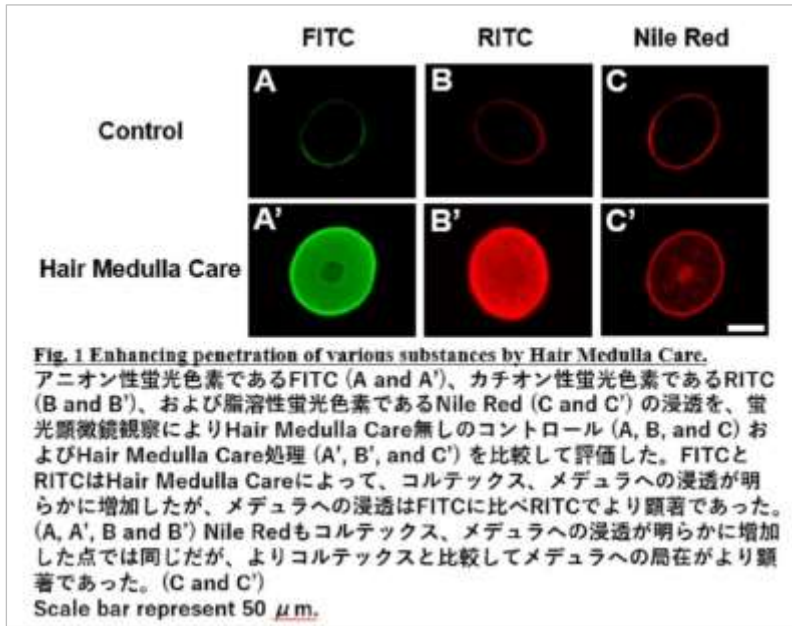 FITC RITC Nile Red
Control A B C
Hair Medulla Care A' B' C'
Fig. 1 Enhancing penetration of various substances by Hair Medulla Care.
アニオン性蛍光色素であるFITC (A and A’)、カチオン性蛍光色素であるRITC
(B and B’)、および脂溶性蛍光色素であるNile Red (C and C’) の浸透を、蛍
光顕微鏡観察によりHair Medulla Care無しのコントロール (A, B, and C) お
よびHair Medulla Care処理 (A’, B’, and C’) を比較して評価した。FITCと
RITCはHair Medulla Careによって、コルテックス、メデュラへの浸透が明
らかに増加したが、メデュラへの浸透はFITCに比べRITCでより顕著であった。
(A, A’, B and B’) Nile Redもコルテックス、メデュラへの浸透が明らかに増加
した点では同じだが、よりコルテックスと比較してメデュラへの局在がより顕
著であった。(C and C’)
Scale bar represent 50 μm.